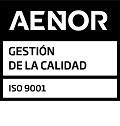 AENOR
GESTIÓN
DE LA CALIDAD
ISO 9001